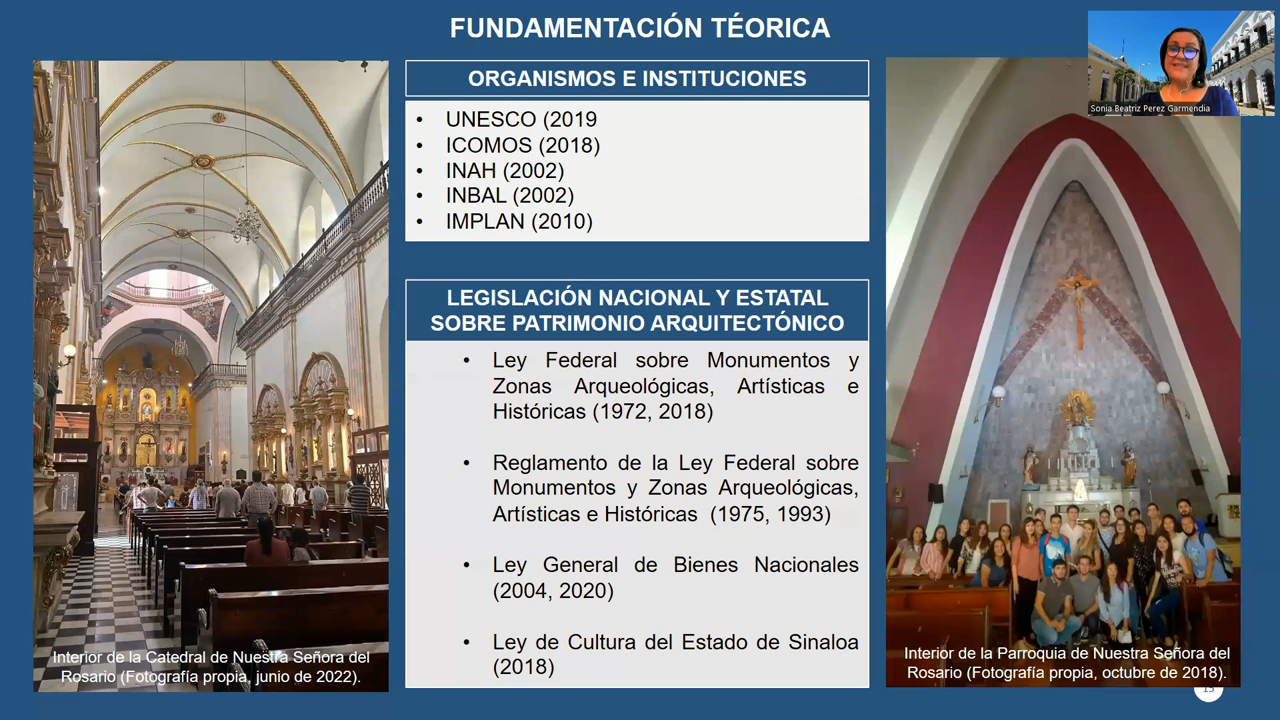 FUNDAMENTACIÓN TÉORICA
Sonia Beatriz Perez Garmendia
ORGANISMOS E INSTITUCIONES
• UNESCO (2019
• ICOMOS (2018)
• INAH (2002)
• INBAL (2002)
• IMPLAN (2010)
LEGISLACIÓN NACIONAL Y ESTATAL
SOBRE PATRIMONIO ARQUITECTÓNICO
• Ley Federal sobre Monumentos y
Zonas Arqueológicas, Artísticas e
Históricas (1972, 2018)
• Reglamento de la Ley Federal sobre
Monumentos y Zonas Arqueológicas,
Artísticas e Históricas (1975, 1993)
• Ley General de Bienes Nacionales
(2004, 2020)
• Ley de Cultura del Estado de Sinaloa
(2018)
Interior de la Catedral de Nuestra Señora del
Rosario (Fotografía propia, junio de 2022).
Interior de la Parroquia de Nuestra Señora del
Rosario (Fotografía propia, octubre de 2018).
15